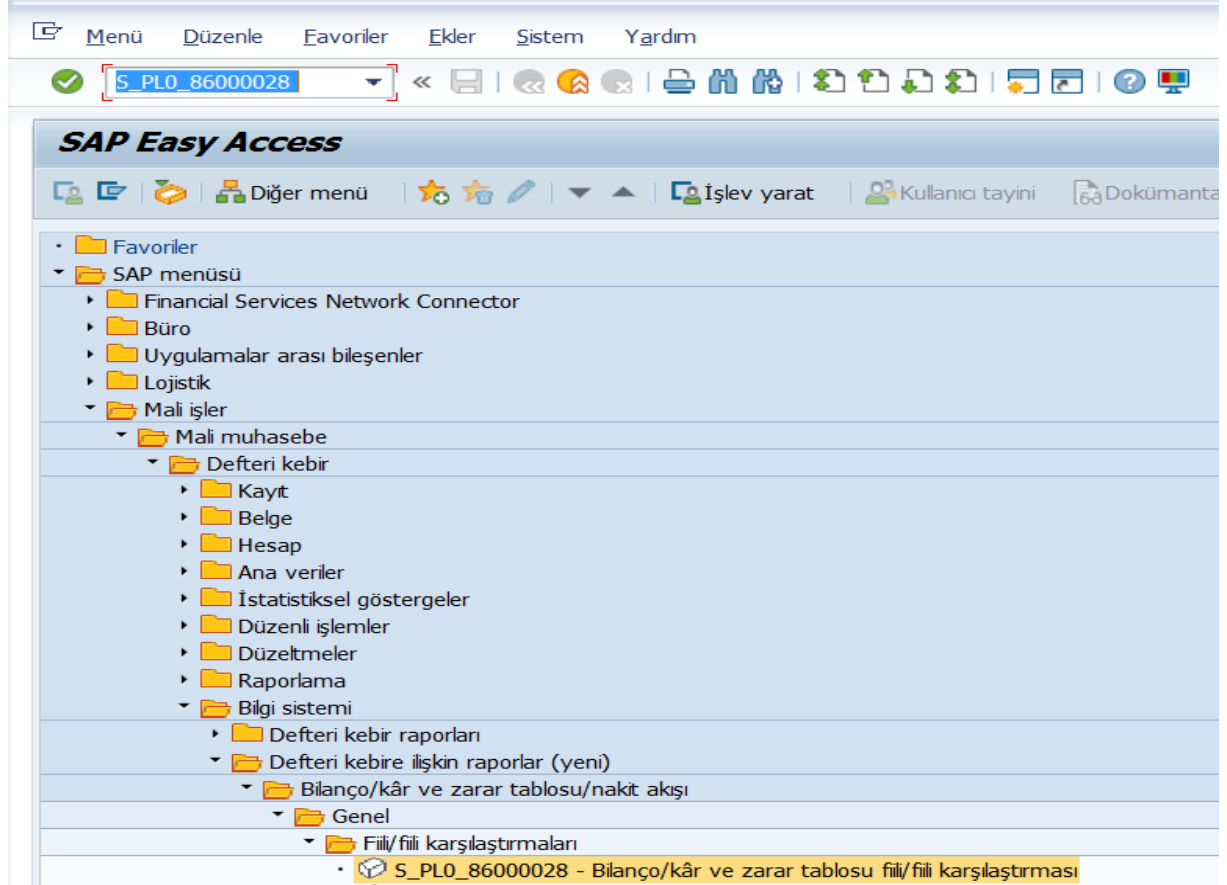 Menü Düzenle Favoriler Ekler Sistem Yardım
S_PL0_86000028
SAP Easy Access
Diğer menü İşlev yarat Kullanıcı tayini Dokümanta
Favoriler
SAP menüsü
Financial Services Network Connector
Büro
Uygulamalar arası bileşenler
Lojistik
Mali işler
Mali muhasebe
Defteri kebir
Kayıt
Belge
Hesap
Ana veriler
İstatistiksel göstergeler
Düzenli işlemler
Düzeltmeler
Raporlama
Bilgi sistemi
Defteri kebir raporları
Defteri kebire ilişkin raporlar (yeni)
Bilanço/kâr ve zarar tablosu/nakit akışı
Genel
Fiili/fiili karşılaştırmaları
S_PL0_86000028 - Bilanço/kâr ve zarar tablosu fiili/fiili karşılaştırması